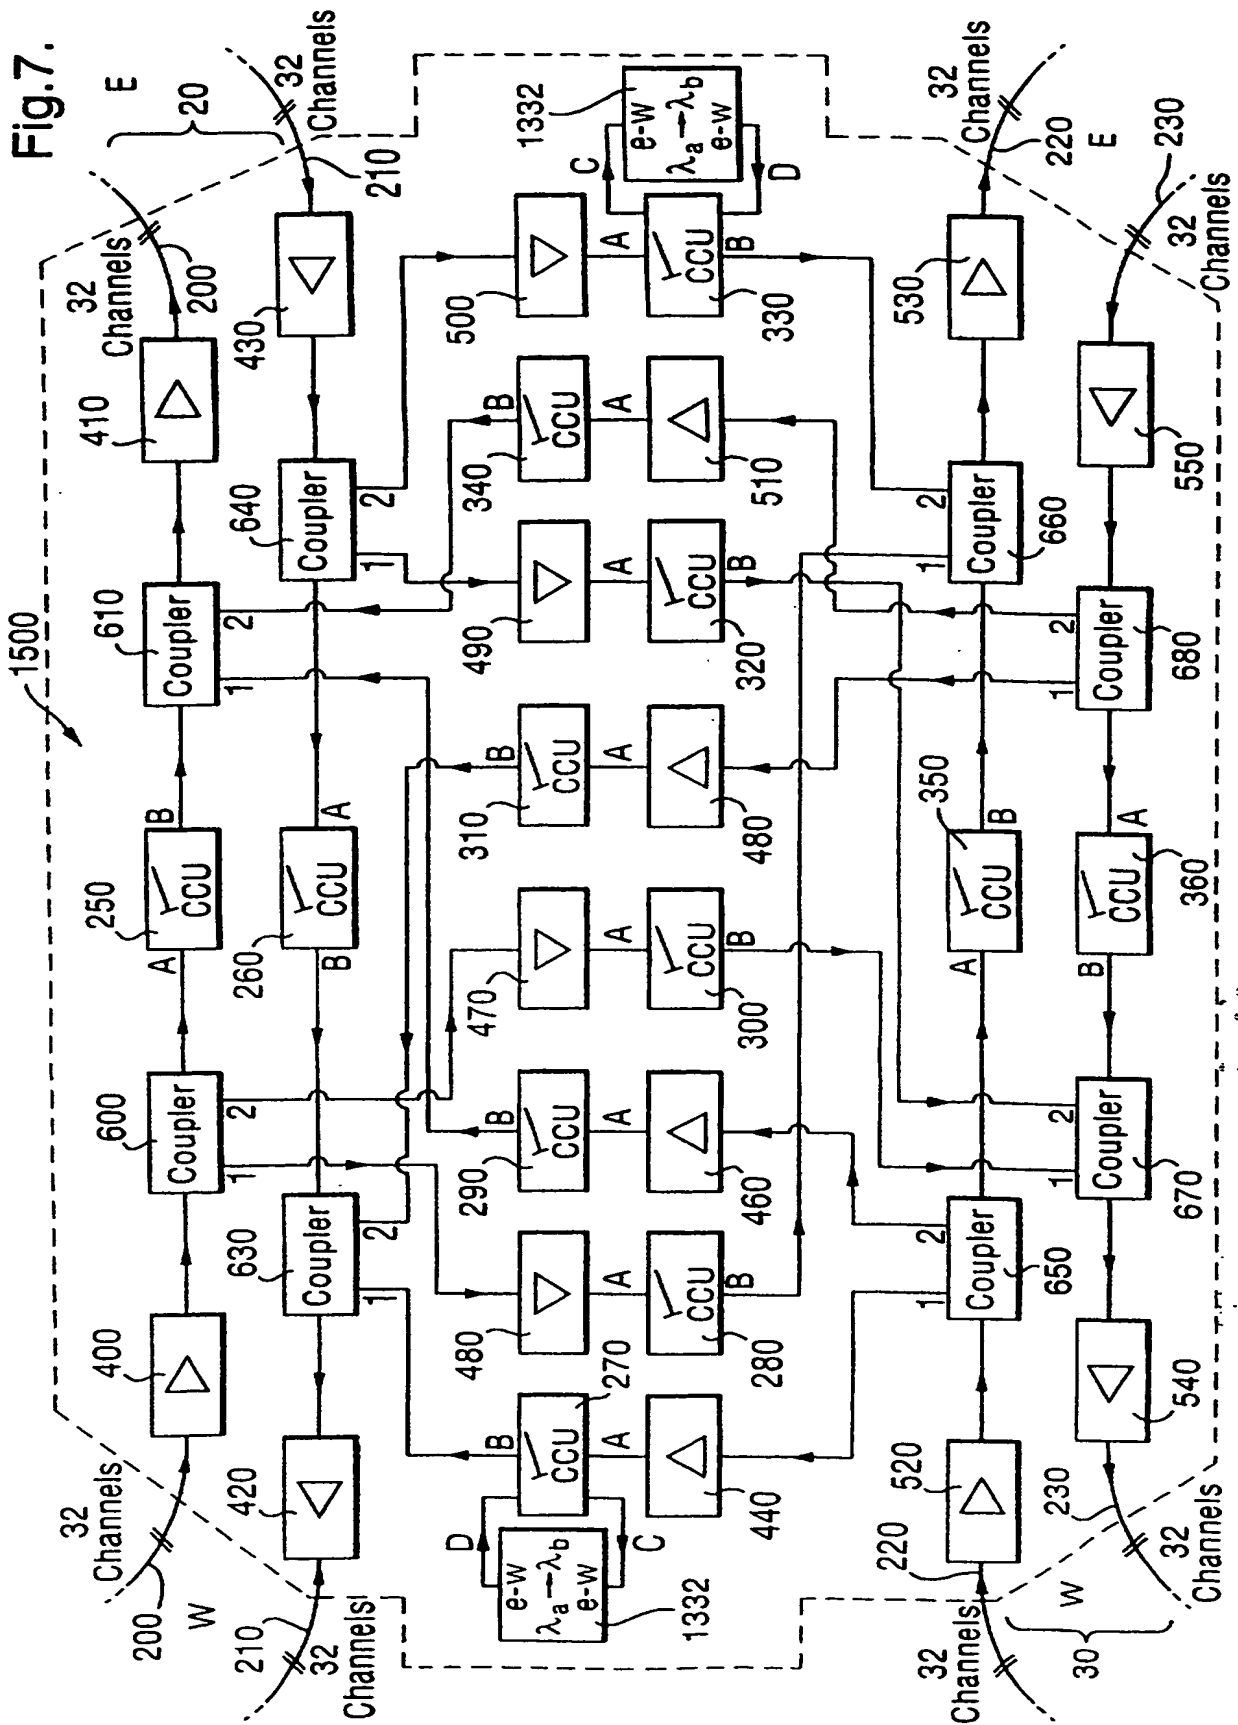 Fig.7.
1500
E
20
32
Channels
200
W
32
Channels
200
400
600
Coupler
1
2
250
A
CCU
B
610
Coupler
1
2
410
32
Channels
210
210
32
Channels
420
630
Coupler
1
2
260
B
CCU
A
640
Coupler
1
2
430
D
e-W
λa→λb
e-W
C
1332
B
CCU
A
270
440
480
A
CCU
B
280
B
290
CCU
A
460
470
A
CCU
B
300
B
310
CCU
A
480
490
A
CCU
B
320
B
340
CCU
A
510
500
A
CCU
B
330
C
e-W
λa→λb
e-W
D
1332
32
Channels
220
520
1
2
Coupler
650
A
CCU
B
350
1
2
Coupler
660
530
32
Channels
220
E
W
30
230
32
Channels
540
1
2
Coupler
670
B
CCU
A
360
1
2
Coupler
680
550
230
32
Channels